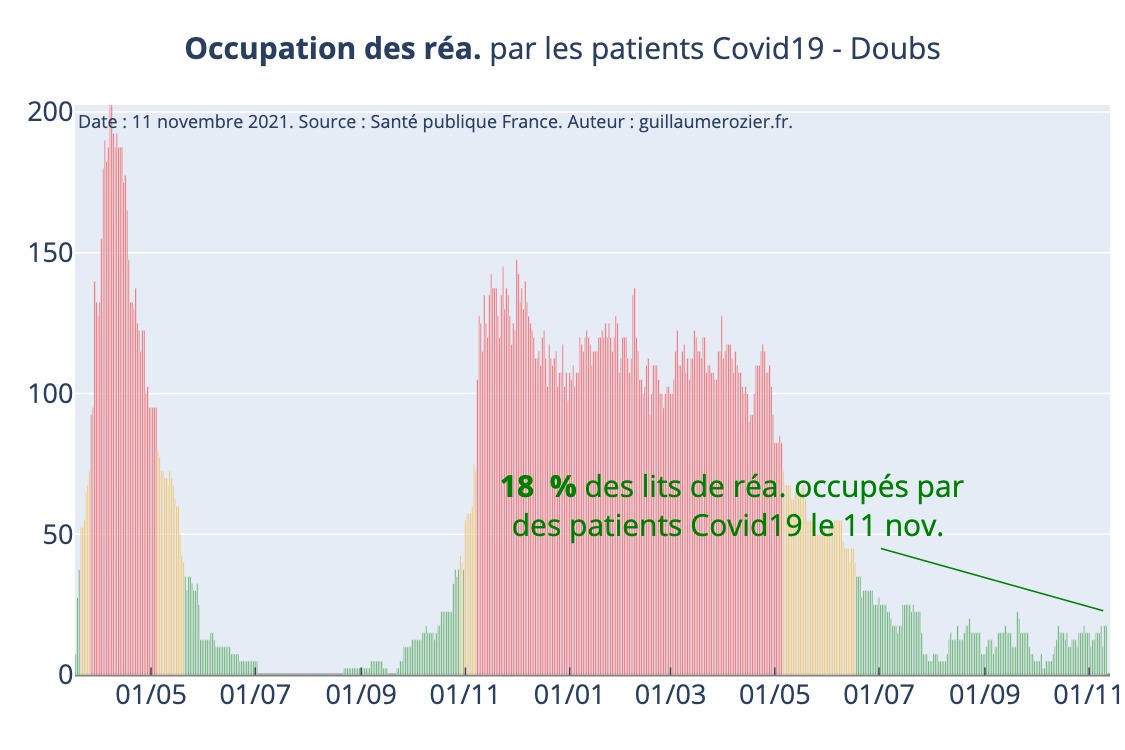 Occupation des réa. par les patients Covid19 - Doubs
200
Date : 11 novembre 2021. Source : Santé publique France. Auteur : guillaumerozier.fr.
150
100
18 % des lits de réa. occupés par
des patients Covid19 le 11 nov.
50
0
01/05 01/07 01/09 01/11 01/01 01/03 01/05 01/07 01/09 01/11